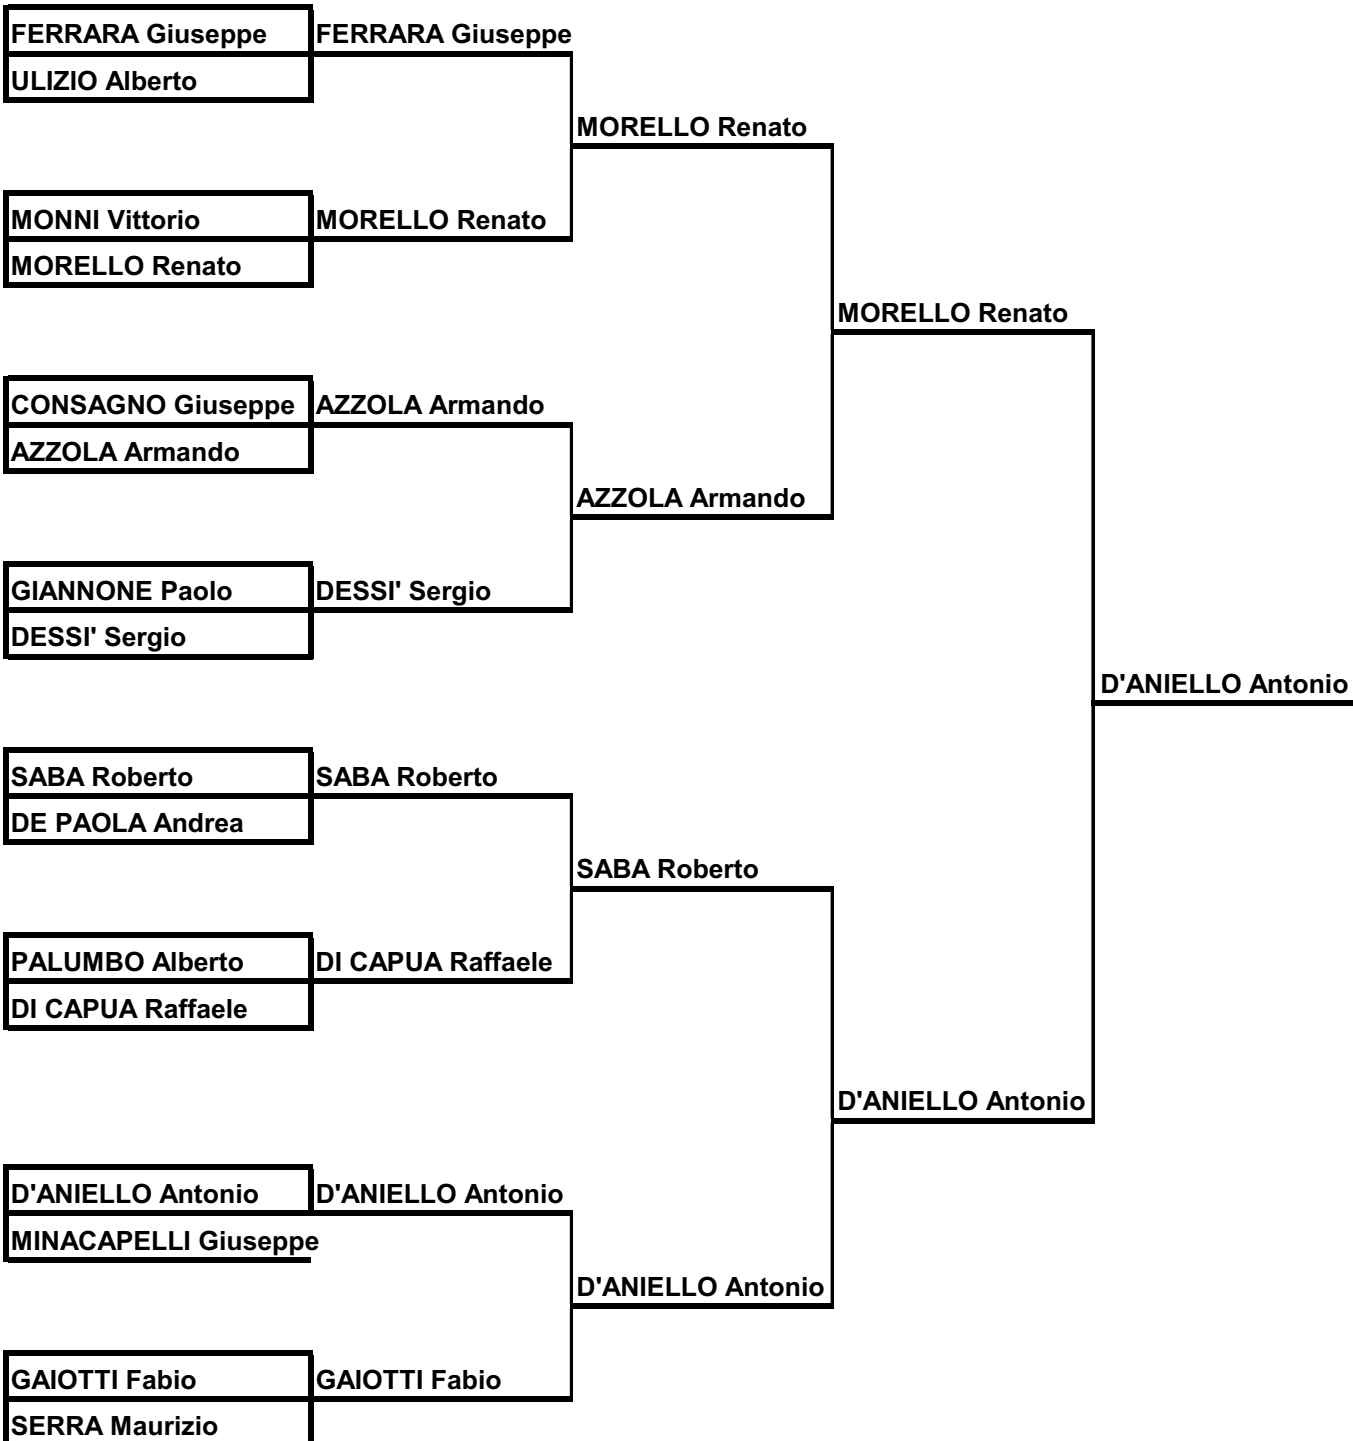 FERRARA Giuseppe FERRARA Giuseppe
ULIZIO Alberto
MORELLO Renato
MONNI Vittorio MORELLO Renato
MORELLO Renato
MORELLO Renato
CONSAGNO Giuseppe AZZOLA Armando
AZZOLA Armando
AZZOLA Armando
GIANNONE Paolo DESSI' Sergio
DESSI' Sergio
D'ANIELLO Antonio
SABA Roberto SABA Roberto
DE PAOLA Andrea
SABA Roberto
PALUMBO Alberto DI CAPUA Raffaele
DI CAPUA Raffaele
D'ANIELLO Antonio
D'ANIELLO Antonio D'ANIELLO Antonio
MINACAPELLI Giuseppe
D'ANIELLO Antonio
GAIOTTI Fabio GAIOTTI Fabio
SERRA Maurizio